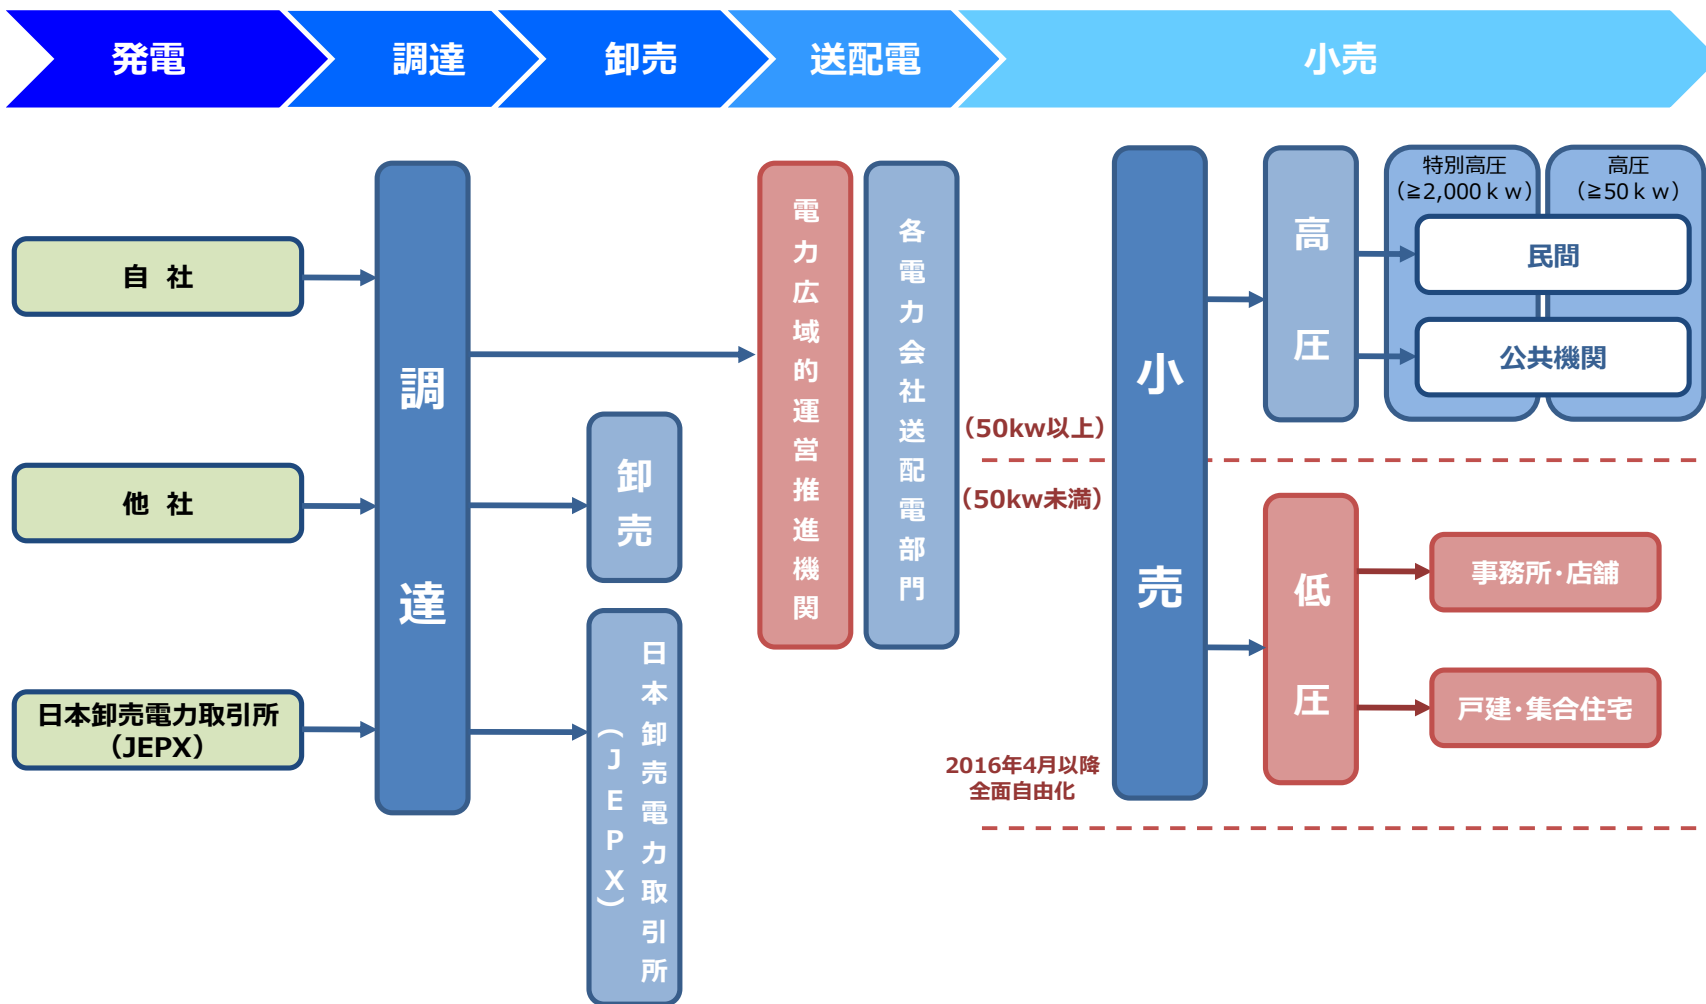 発電
調達
卸売
送配電
小売
自 社
他 社
日本卸売電力取引所
（JEPX）
調達
卸売
日本卸売電力取引所
（JEPX）
電力広域的運営推進機関
各電力会社送配電部門
（50kw以上）
（50kw未満）
2016年4月以降
全面自由化
小売
高圧
特別高圧
（≧2,000ｋｗ）
高圧
（≧50ｋｗ）
民間
公共機関
低圧
事務所・店舗
戸建・集合住宅